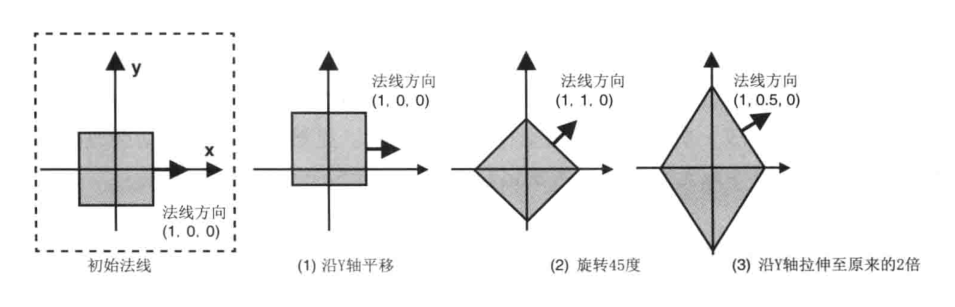 y
x
法线方向
(1, 0, 0)
初始法线
法线方向
(1, 0, 0)
(1) 沿Y轴平移
法线方向
(1, 1, 0)
(2) 旋转45度
法线方向
(1, 0.5, 0)
(3) 沿Y轴拉伸至原来的2倍